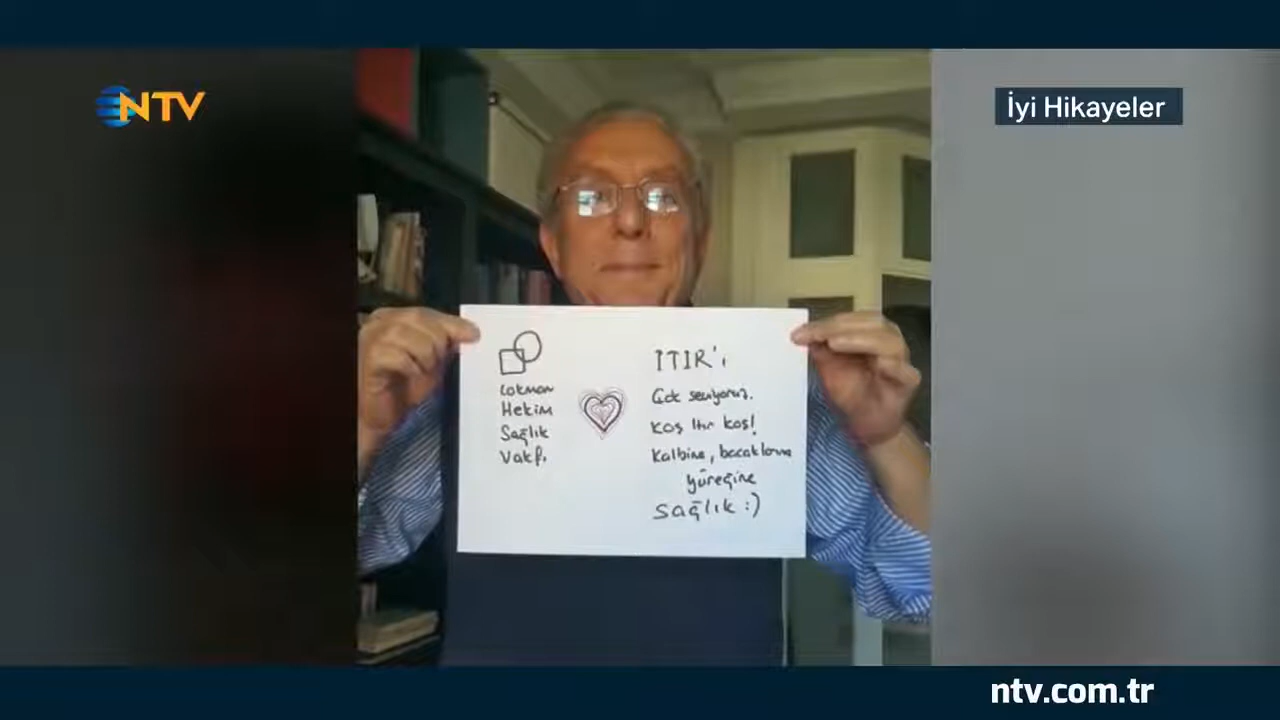 NTV
İyi Hikayeler
Lokman
Hekim
Sağlık
Vakfı
ITIR'ı
Çok seviyoruz.
Koş Itır koş!
Kalbine, bacaklarına
yüreğine
sağlık :)
ntv.com.tr